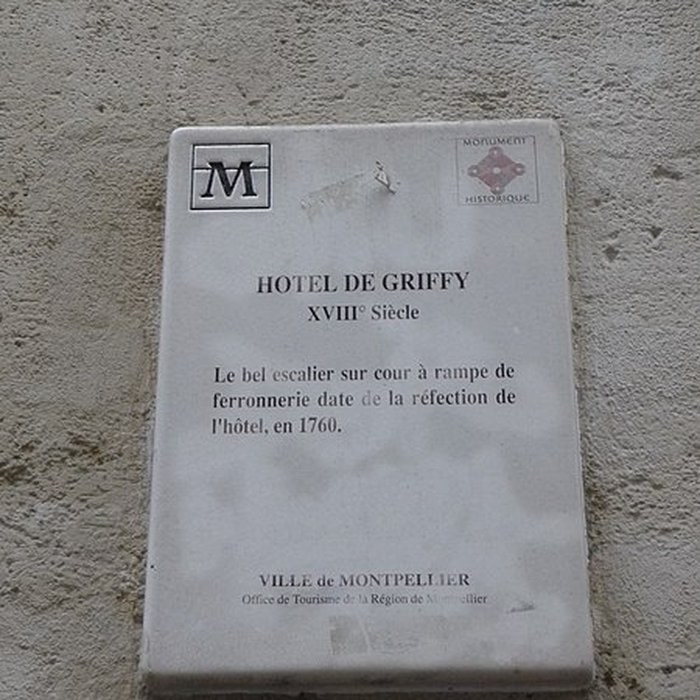 M
MONUMENT
HISTORIQUE
HOTEL DE GRIFFY
XVIII° Siècle
Le bel escalier sur cour à rampe de
ferronnerie date de la réfection de
l'hôtel, en 1760.
VILLE de MONTPELLIER
Office de Tourisme de la Région de Montpellier